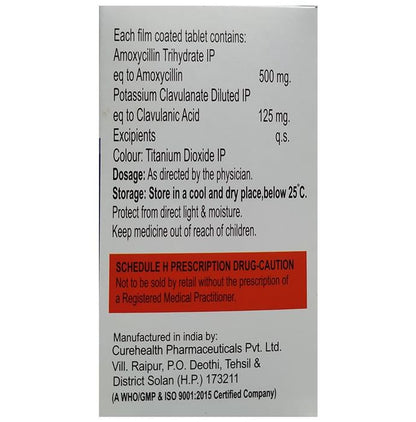 Each film coated tablet contains:
Amoxycillin Trihydrate IP
eq to Amoxycillin 500 mg.
Potassium Clavulanate Diluted IP
eq to Clavulanic Acid 125 mg.
Excipients q.s.
Colour: Titanium Dioxide IP
Dosage: As directed by the physician.
Storage: Store in a cool and dry place,below 25°C.
Protect from direct light & moisture.
Keep medicine out of reach of children.
SCHEDULE H PRESCRIPTION DRUG-CAUTION
Not to be sold by retail without the prescription of
a Registered Medical Practitioner.
Manufactured in india by:
Curehealth Pharmaceuticals Pvt. Ltd.
Vill. Raipur, P.O. Deothi, Tehsil &
District Solan (H.P.) 173211
(A WHO/GMP & ISO 9001:2015 Certified Company)